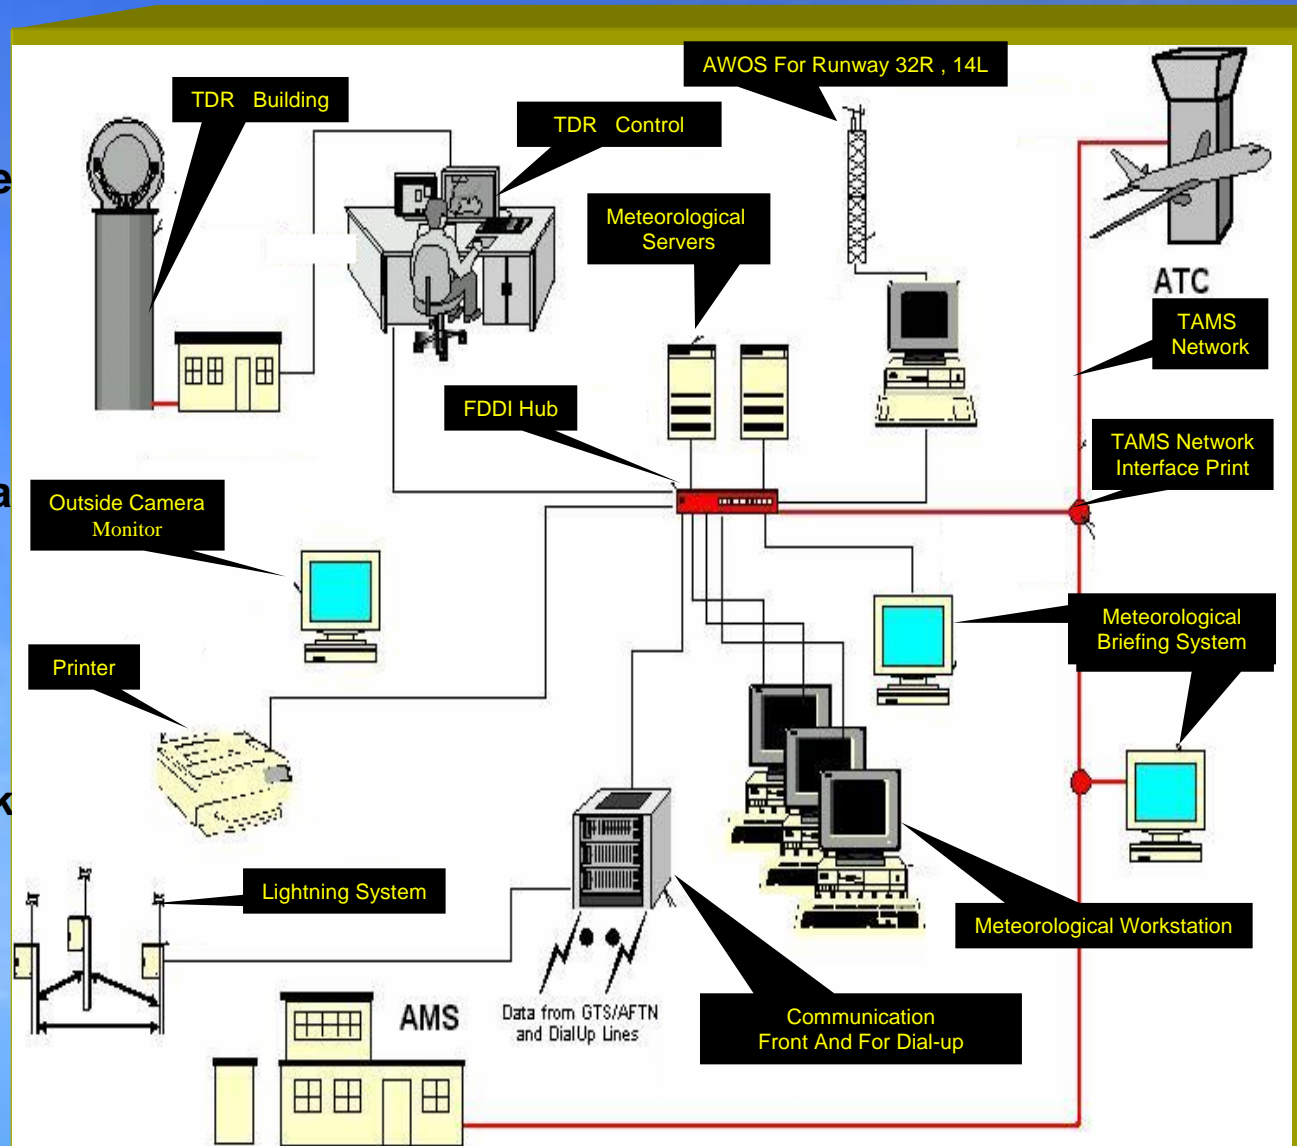 AWOS For Runway 32R , 14L
TDR Building
TDR Control
e
Meteorological
Servers
ATC
TAMS
Network
FDDI Hub
TAMS Network
Interface Print
a
Outside Camera
Monitor
Meteorological
Briefing System
Printer
k
Lightning System
Meteorological Workstation
Data from GTS/AFTN
and DialUp Lines
AMS
Communication
Front And For Dial-up